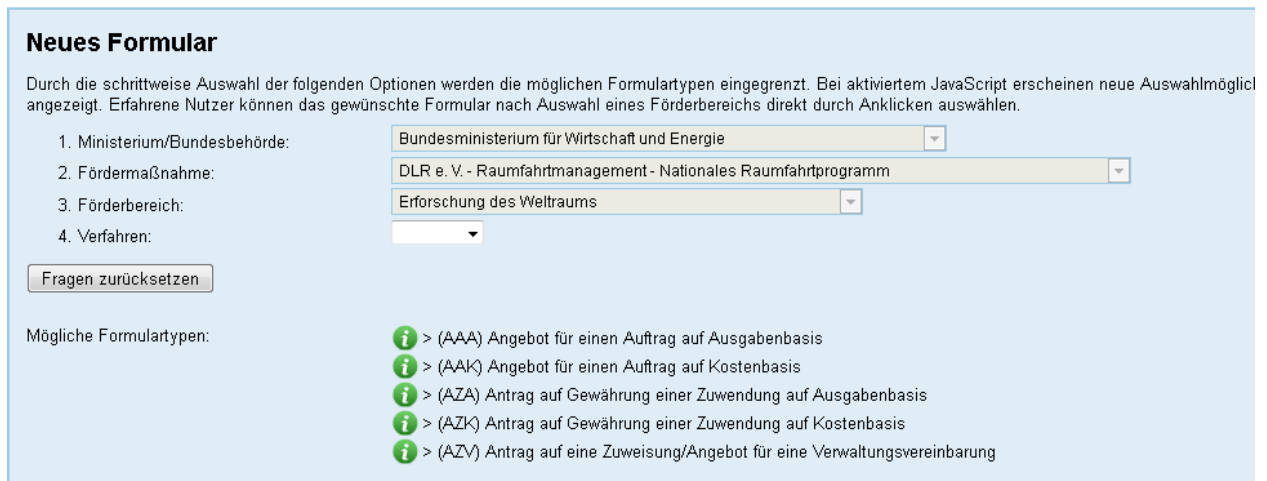 Neues Formular
Durch die schrittweise Auswahl der folgenden Optionen werden die möglichen Formulartypen eingegrenzt. Bei aktiviertem JavaScript erscheinen neue Auswahlmöglicl
angezeigt. Erfahrene Nutzer können das gewünschte Formular nach Auswahl eines Förderbereichs direkt durch Anklicken auswählen.
1. Ministerium/Bundesbehörde: Bundesministerium für Wirtschaft und Energie
2. Fördermaßnahme: DLR e. V. - Raumfahrtmanagement - Nationales Raumfahrtprogramm
3. Förderbereich: Erforschung des Weltraums
4. Verfahren:
Fragen zurücksetzen
Mögliche Formulartypen: i > (AAA) Angebot für einen Auftrag auf Ausgabenbasis
i > (AAK) Angebot für einen Auftrag auf Kostenbasis
i > (AZA) Antrag auf Gewährung einer Zuwendung auf Ausgabenbasis
i > (AZK) Antrag auf Gewährung einer Zuwendung auf Kostenbasis
i > (AZV) Antrag auf eine Zuweisung/Angebot für eine Verwaltungsvereinbarung